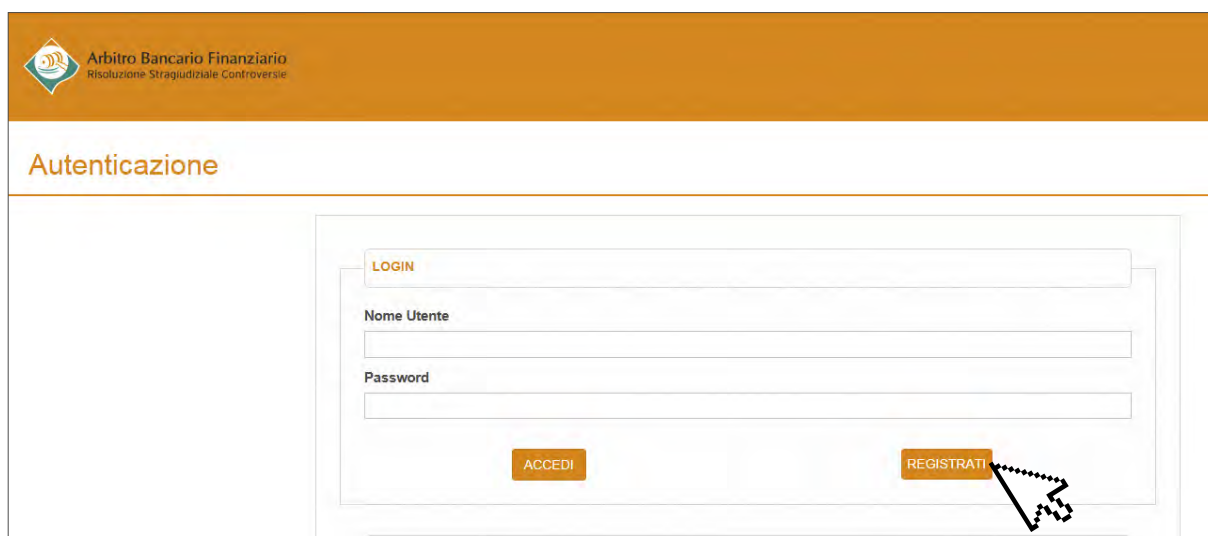 Arbitro Bancario Finanziario
Risoluzione Stragiudiziale Controversie
Autenticazione
LOGIN
Nome Utente
Password
ACCEDI
REGISTRATI